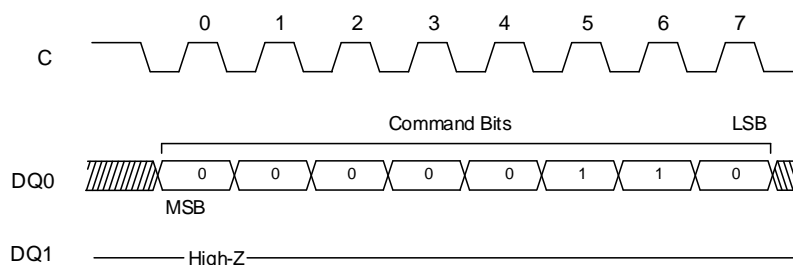 0 1 2 3 4 5 6 7
C
Command Bits LSB
DQ0 0 0 0 0 0 1 1 0
MSB
DQ1 High-Z